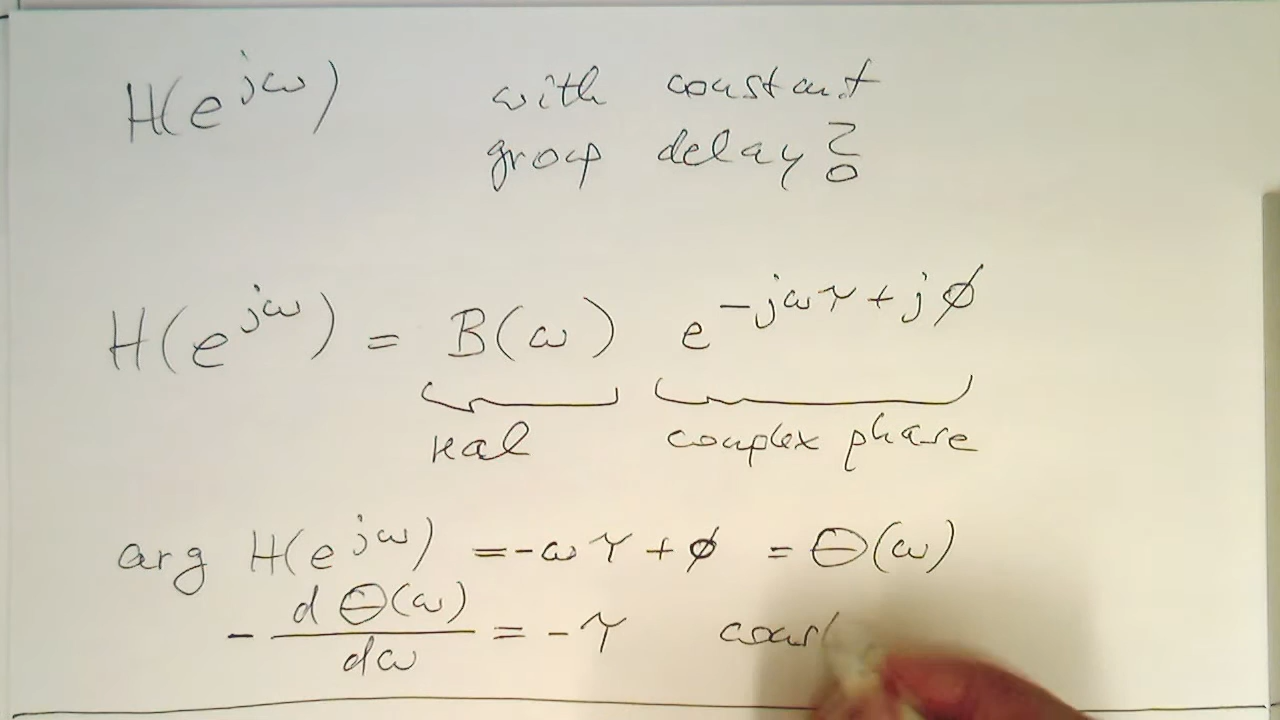 H(e^{jω}) with constant
group delay?
H(e^{jω}) = B(ω) e^{-jωτ+jφ}
real complex phase
arg H(e^{jω}) = -ωτ + φ = Θ(ω)
- dΘ(ω)/dω = -τ